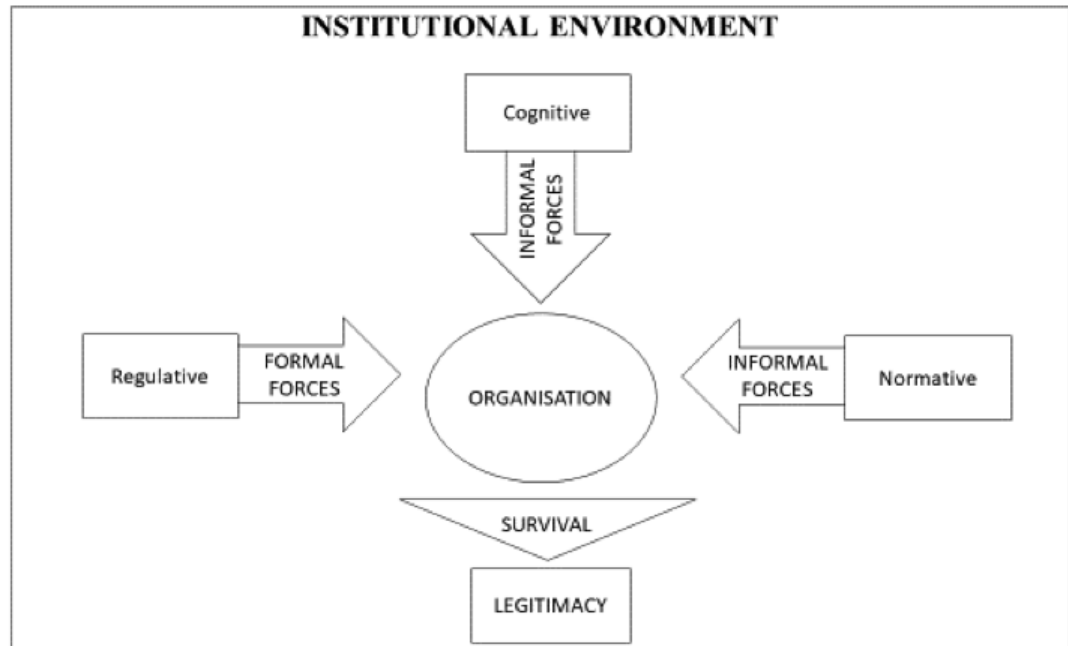 INSTITUTIONAL ENVIRONMENT
Cognitive
INFORMAL
FORCES
Regulative
FORMAL
FORCES
ORGANISATION
INFORMAL
FORCES
Normative
SURVIVAL
LEGITIMACY